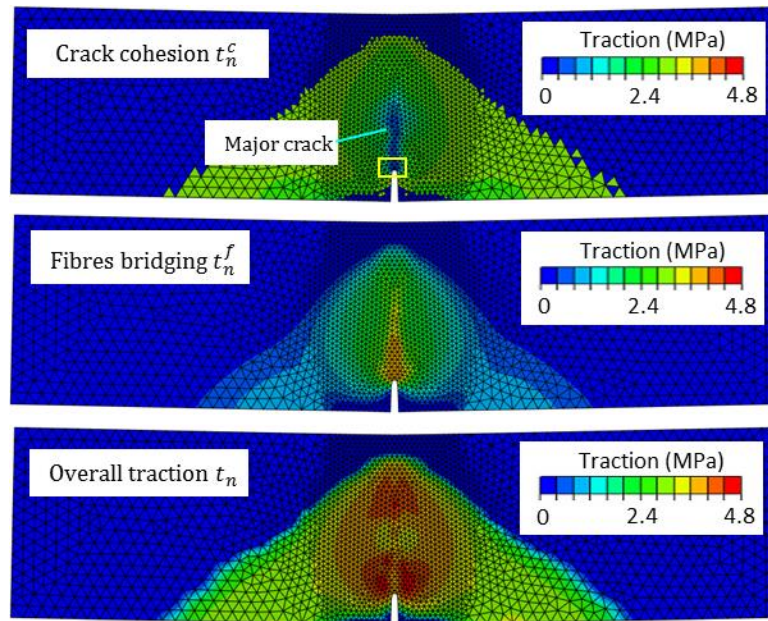 Crack cohesion t_n^c
Traction (MPa)
0 2.4 4.8
Major crack
Fibres bridging t_n^f
Traction (MPa)
0 2.4 4.8
Overall traction t_n
Traction (MPa)
0 2.4 4.8